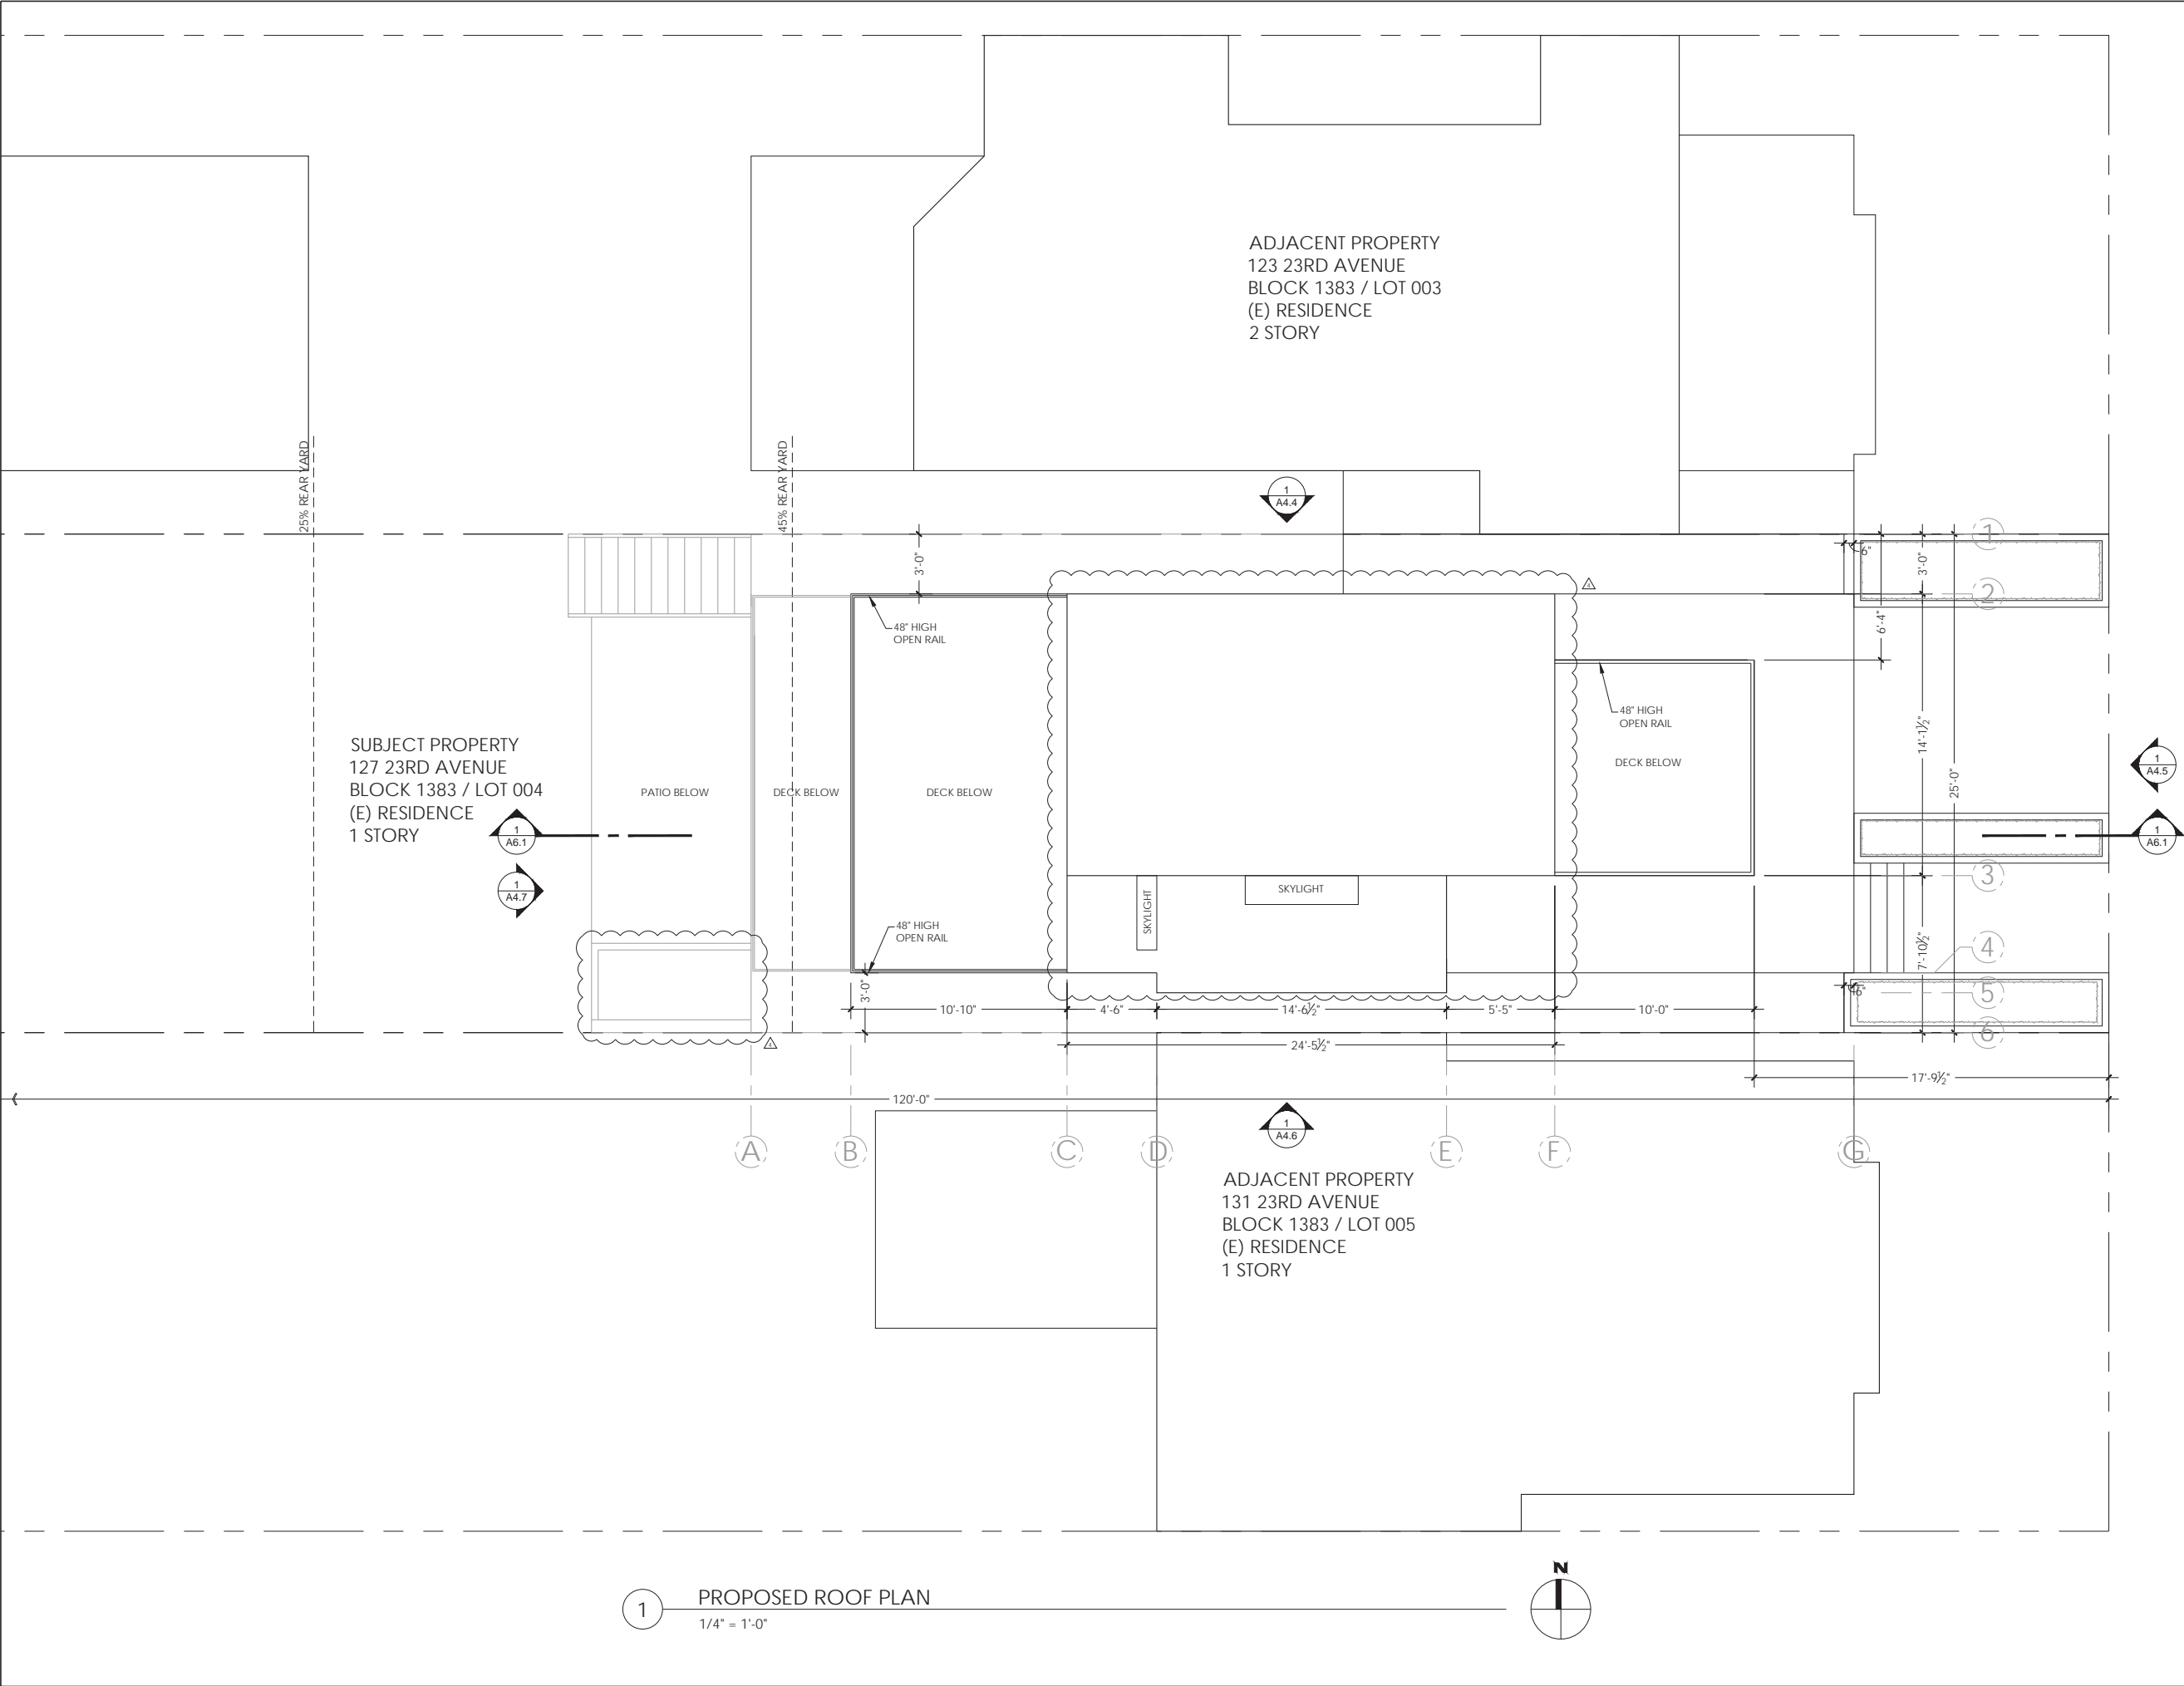 ADJACENT PROPERTY
123 23RD AVENUE
BLOCK 1383 / LOT 003
(E) RESIDENCE
2 STORY
25% REAR YARD
45% REAR YARD
1
A4.4
1
6"
3'-0"
3'-0"
2
6'-4"
48" HIGH
OPEN RAIL
48" HIGH
OPEN RAIL
14'-1½"
SUBJECT PROPERTY
127 23RD AVENUE
BLOCK 1383 / LOT 004
(E) RESIDENCE
1 STORY
DECK BELOW
1
A4.5
25'-0"
PATIO BELOW
DECK BELOW
DECK BELOW
1
A6.1
1
A6.1
1
A4.7
SKYLIGHT
SKYLIGHT
3
48" HIGH
OPEN RAIL
7'-10½"
4
3'-0"
5
10'-10"
4'-6"
14'-6½"
5'-5"
10'-0"
6
24'-5½"
17'-9½"
120'-0"
1
A4.6
A
B
C
D
E
F
G
ADJACENT PROPERTY
131 23RD AVENUE
BLOCK 1383 / LOT 005
(E) RESIDENCE
1 STORY
N
1
PROPOSED ROOF PLAN
1/4" = 1'-0"